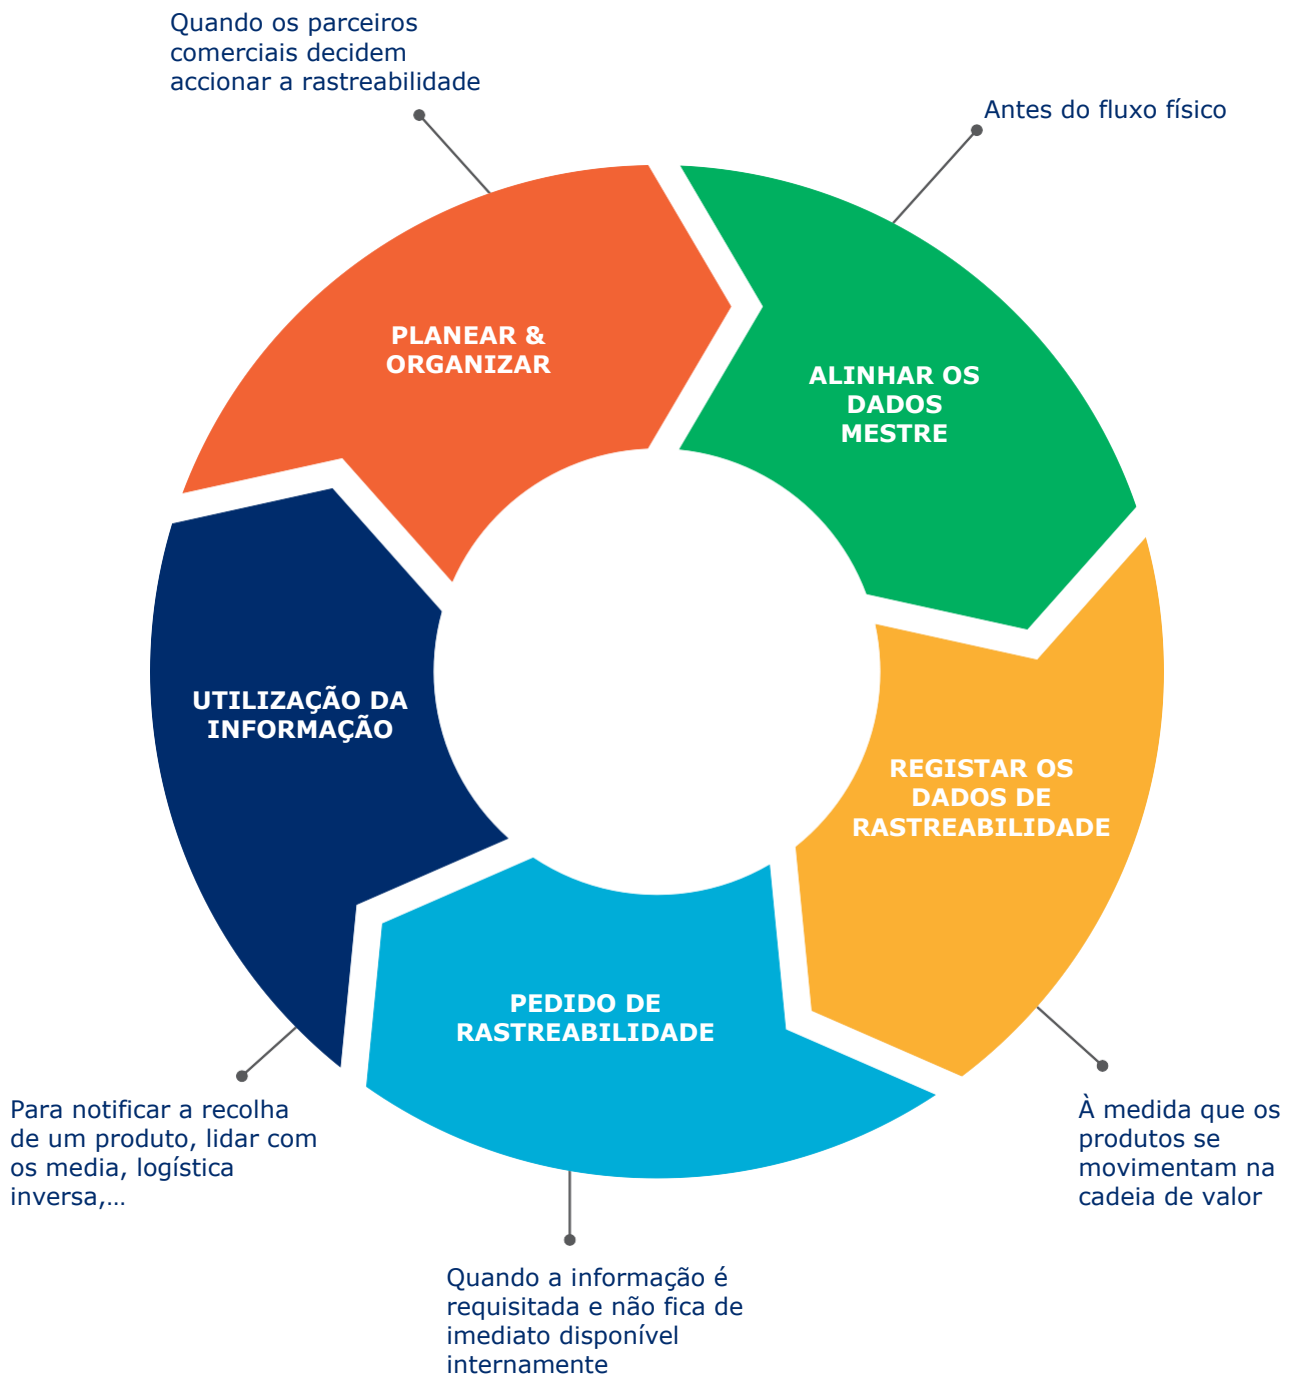 Quando os parceiros
comerciais decidem
accionar a rastreabilidade
Antes do fluxo físico
PLANEAR &
ORGANIZAR
ALINHAR OS
DADOS
MESTRE
UTILIZAÇÃO DA
INFORMAÇÃO
REGISTAR OS
DADOS DE
RASTREABILIDADE
PEDIDO DE
RASTREABILIDADE
Para notificar a recolha
de um produto, lidar com
os media, logística
inversa,...
À medida que os
produtos se
movimentam na
cadeia de valor
Quando a informação é
requisitada e não fica de
imediato disponível
internamente